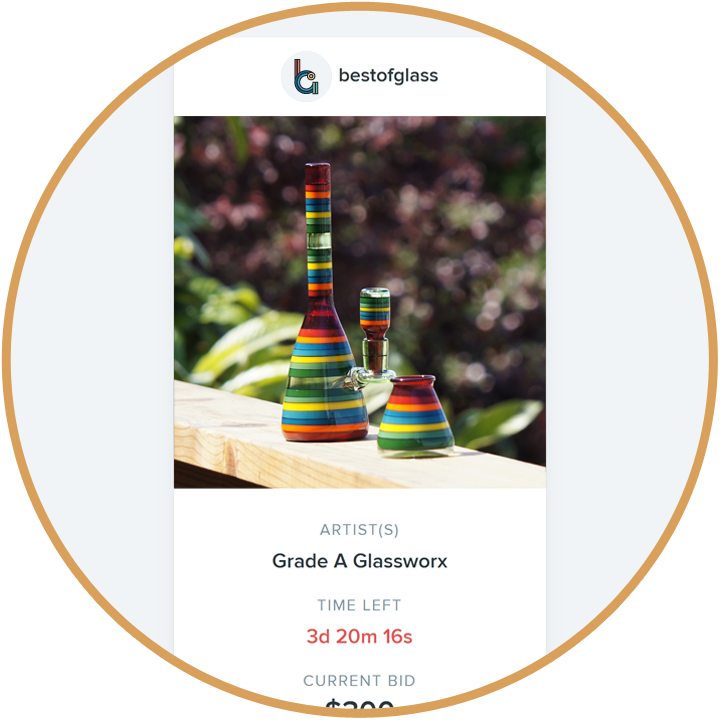 bestofglass
ARTIST(S)
Grade A Glassworx
TIME LEFT
3d 20m 16s
CURRENT BID